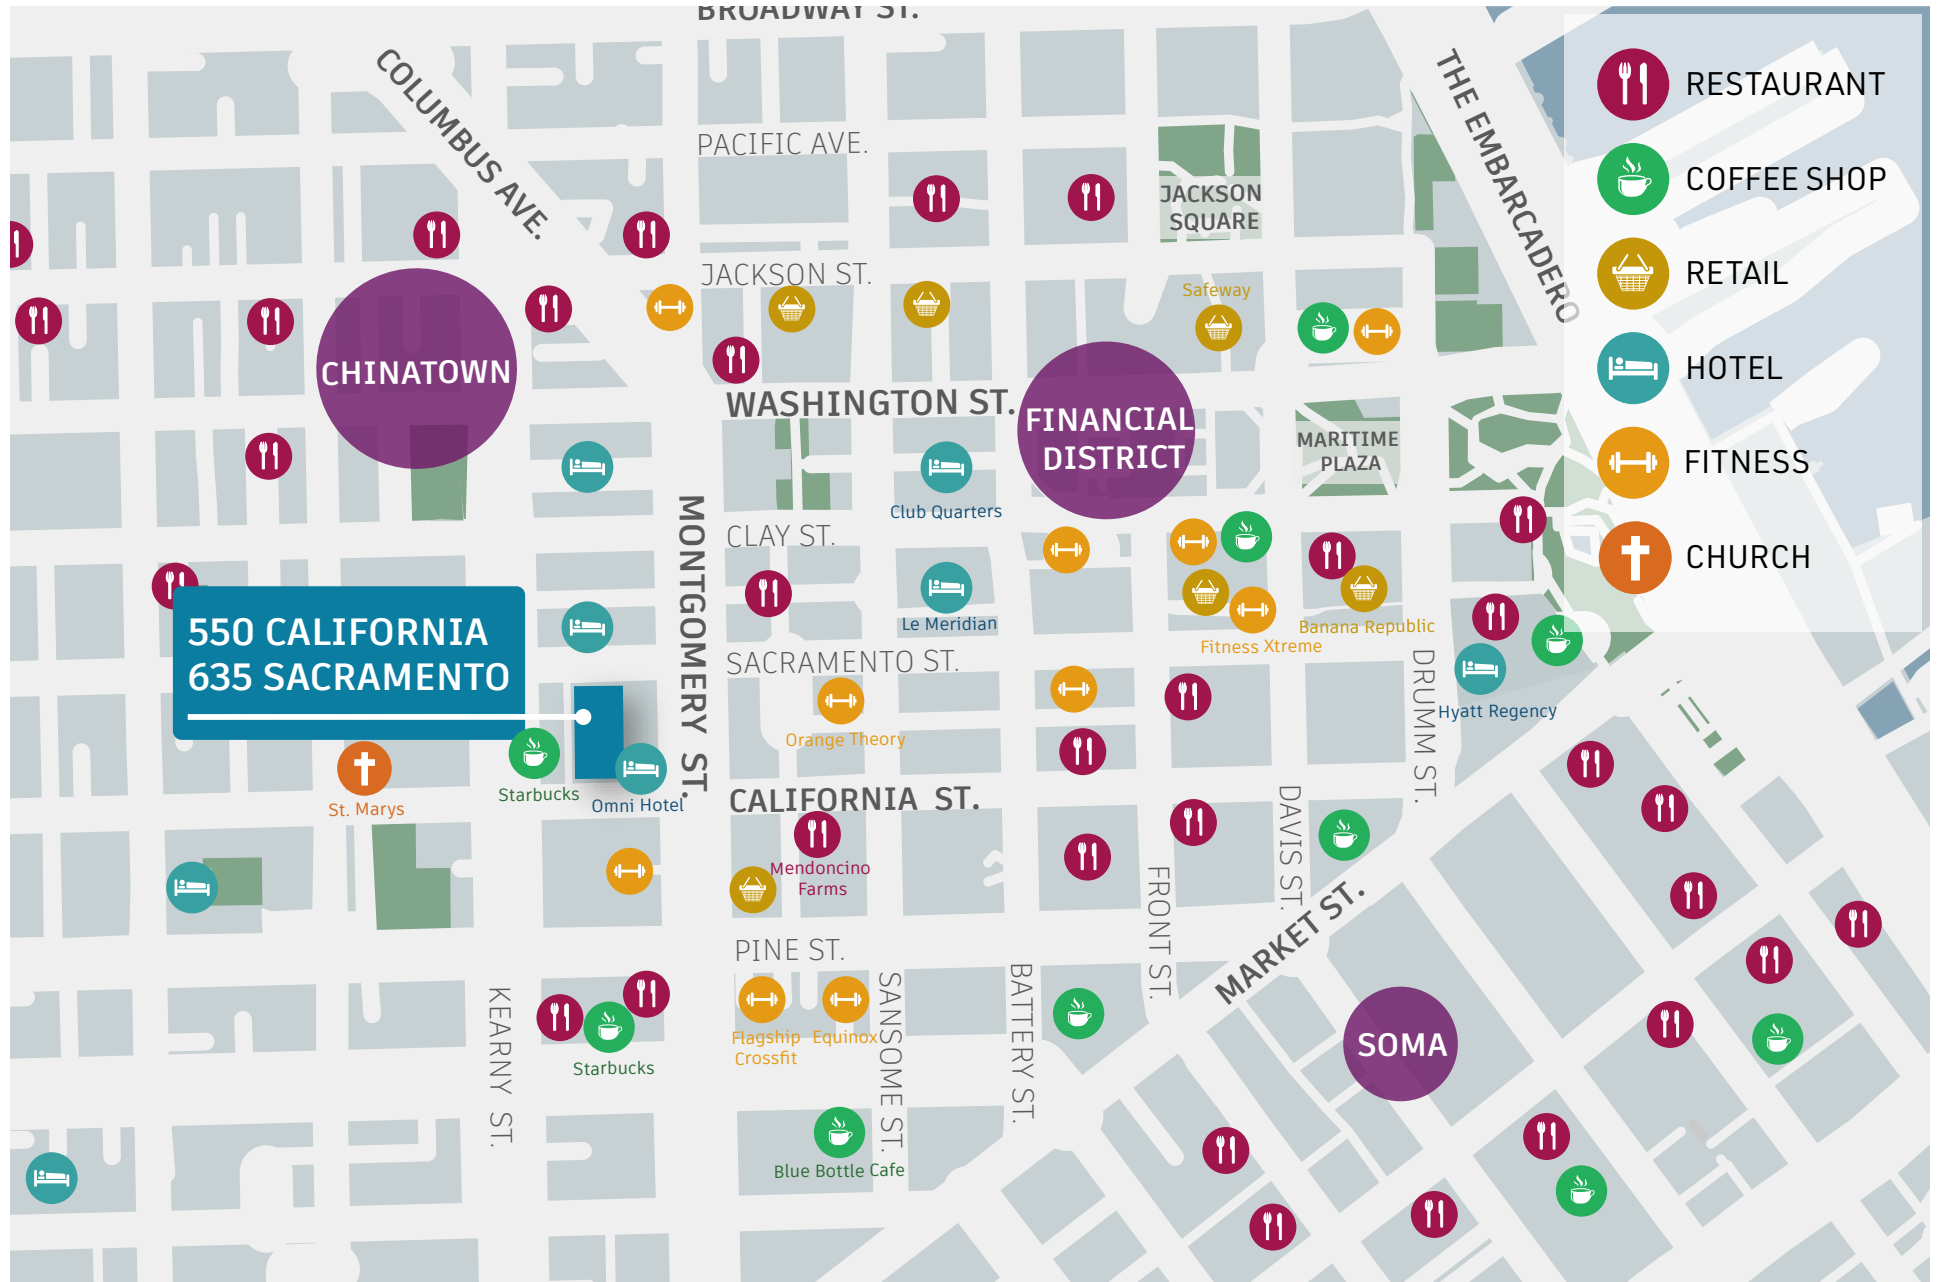 BROADWAY ST.
COLUMBUS AVE.
PACIFIC AVE.
THE EMBARCADERO
RESTAURANT
COFFEE SHOP
RETAIL
HOTEL
FITNESS
CHURCH
JACKSON
SQUARE
JACKSON ST.
Safeway
CHINATOWN
WASHINGTON ST.
FINANCIAL
DISTRICT
MARITIME
PLAZA
Club Quarters
MONTGOMERY ST.
CLAY ST.
Le Meridian
Banana Republic
Fitness Xtreme
550 CALIFORNIA
635 SACRAMENTO
SACRAMENTO ST.
DRUMM ST.
Hyatt Regency
Orange Theory
Starbucks
Omni Hotel
St. Marys
CALIFORNIA ST.
DAVIS ST.
Mendoncino
Farms
FRONT ST.
MARKET ST.
PINE ST.
KEARNY ST.
SANSOME ST.
BATTERY ST.
Flagship
Crossfit
Equinox
SOMA
Starbucks
Blue Bottle Cafe